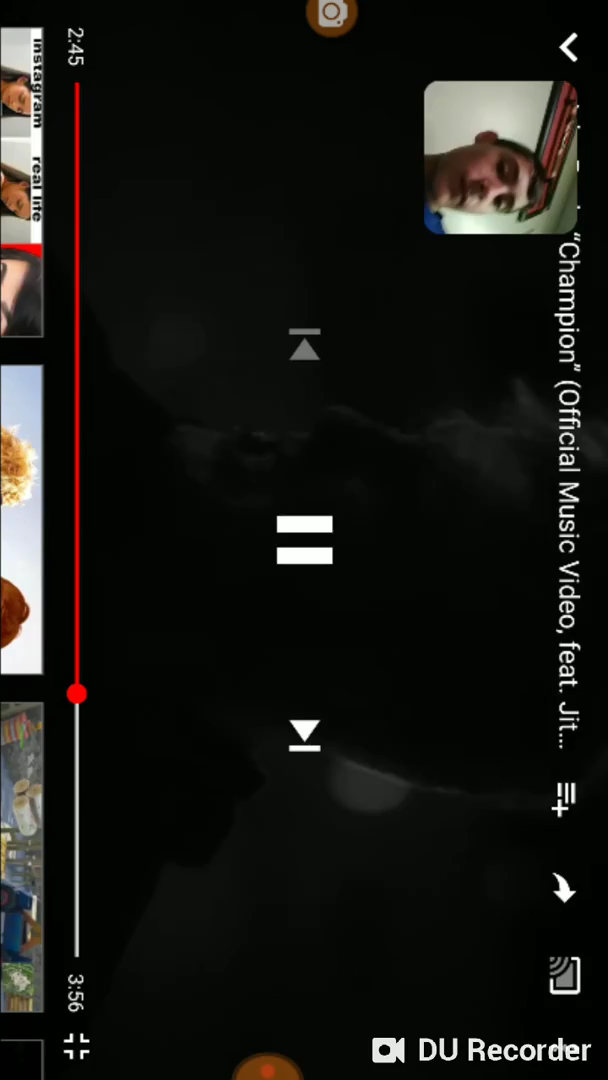 “Champion” (Official Music Video, feat. Jit...
2:45
3:56
instagram
real life
DU Recorder